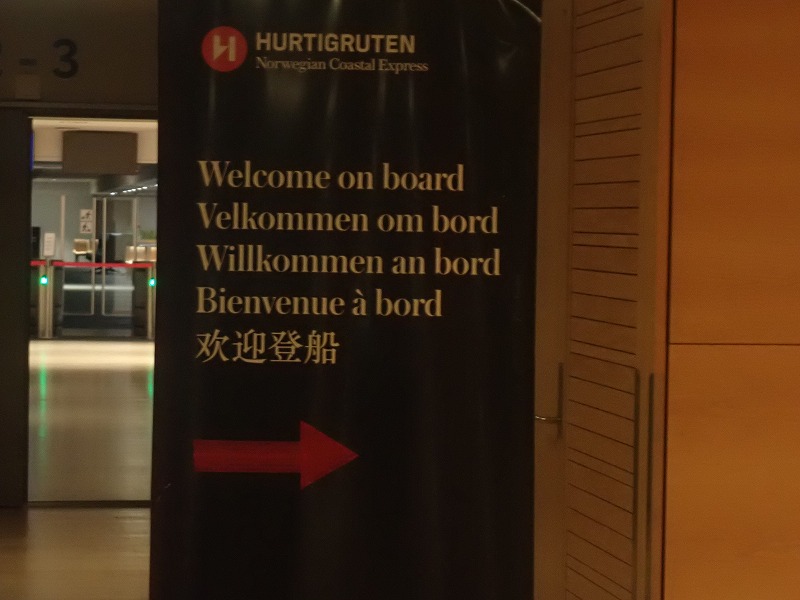 - 3
H HURTIGRUTEN
Norwegian Coastal Express
Welcome on board
Velkommen om bord
Willkommen an bord
Bienvenue à bord
欢迎登船